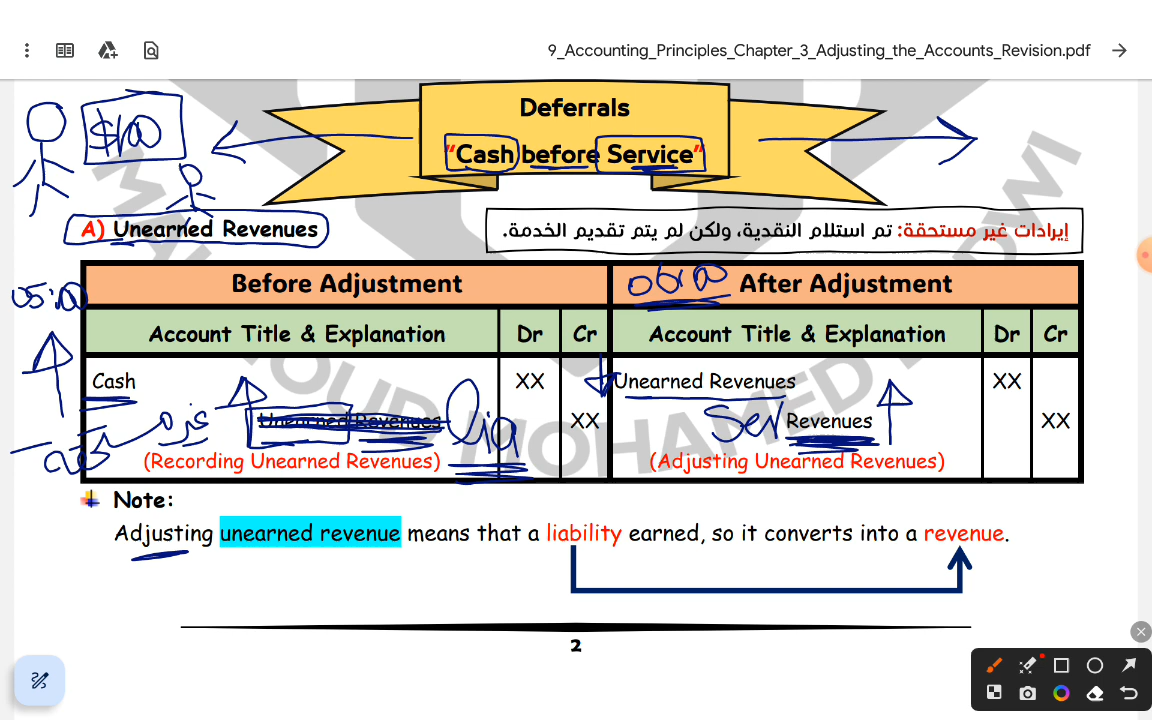 9_Accounting_Principles_Chapter_3_Adjusting_the_Accounts_Revision.pdf
Deferrals
"Cash before Service"
$100
A) Unearned Revenues
إيرادات غير مستحقة: تم استلام النقدية، ولكن لم يتم تقديم الخدمة.
Before Adjustment After Adjustment
Account Title & Explanation Dr Cr Account Title & Explanation Dr Cr
Cash XX Unearned Revenues XX
Unearned Revenues lia XX Ser Revenues XX
(Recording Unearned Revenues) (Adjusting Unearned Revenues)
Note:
Adjusting unearned revenue means that a liability earned, so it converts into a revenue.
2
MOHAMED